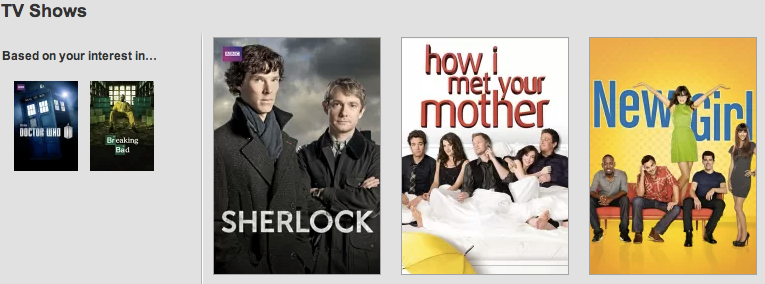 TV Shows
Based on your interest in…
BBC
DOCTOR WHO
Breaking
Bad
BBC
SHERLOCK
how i
met your
mother
New Girl